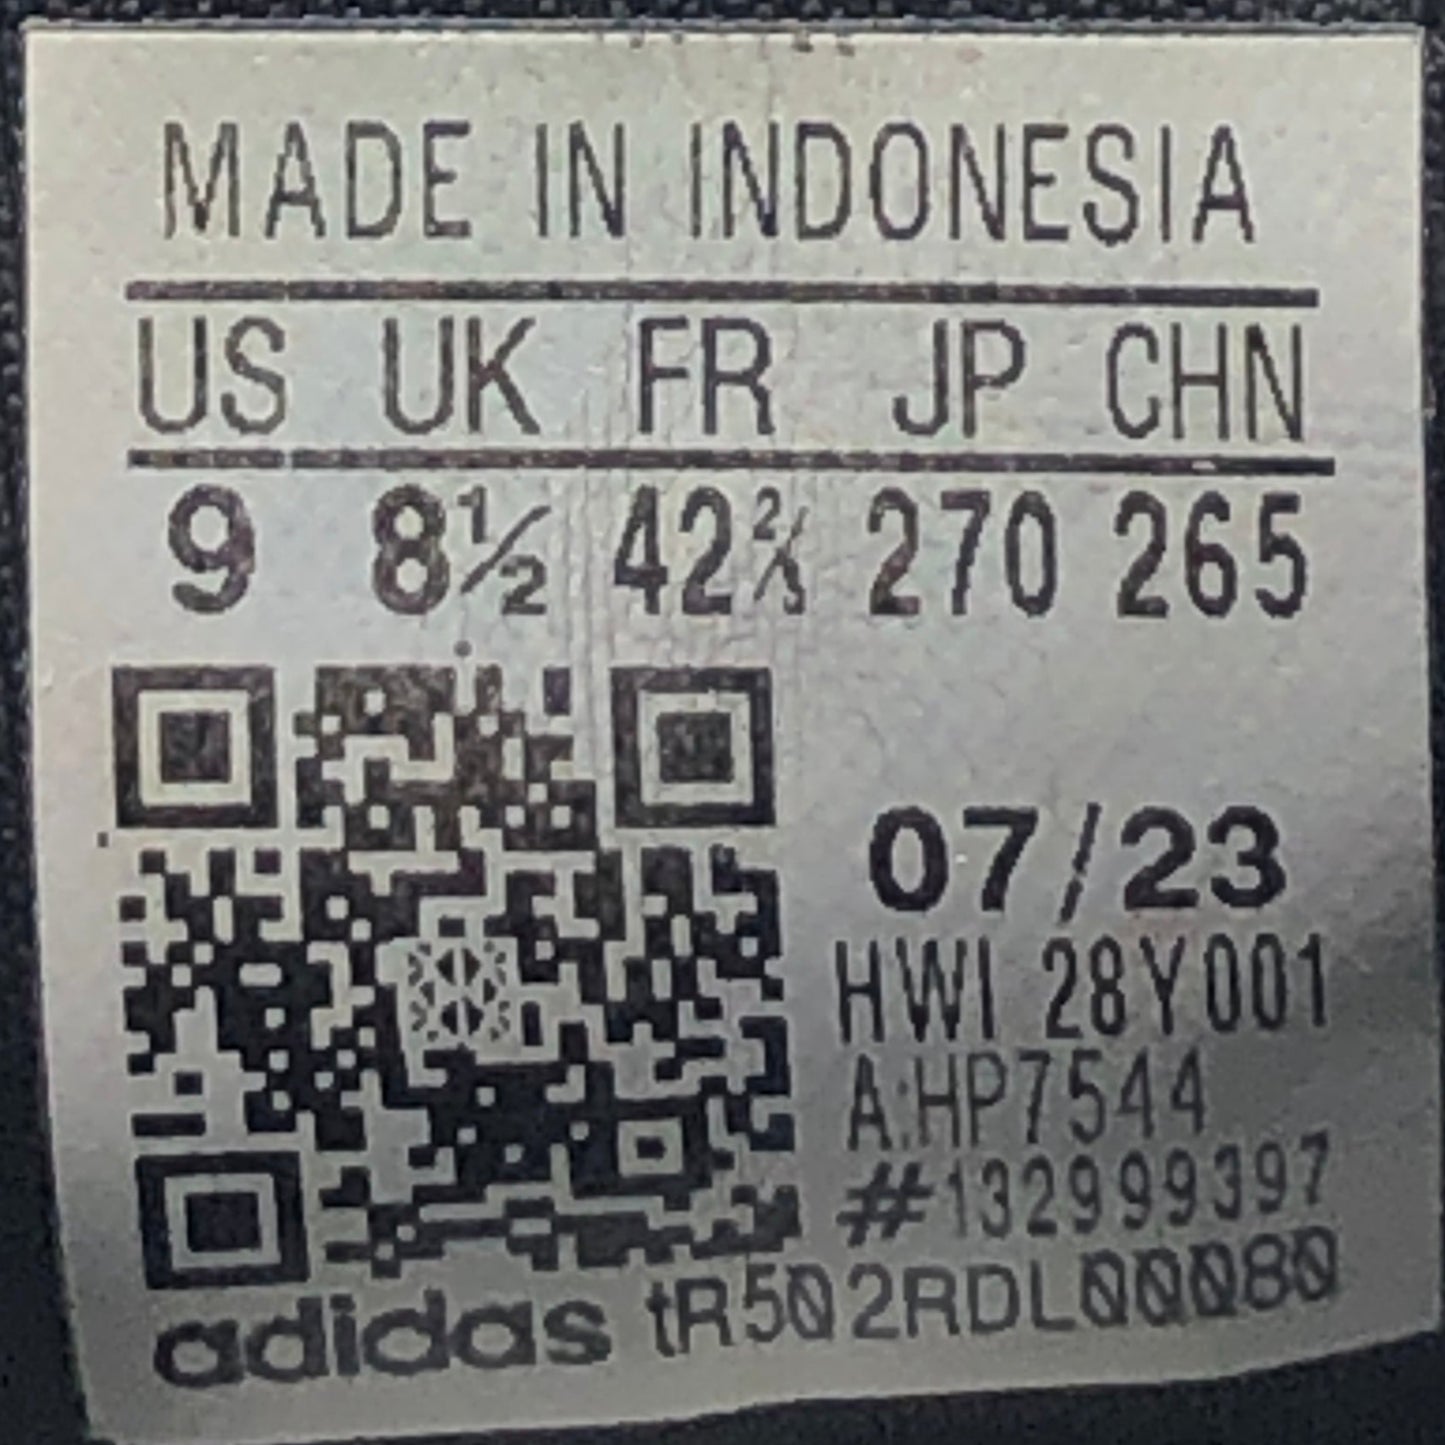 MADE IN INDONESIA
US UK FR JP CHN
9 8½ 42⅔ 270 265
07/23
HWI 28Y001
A:HP7544
#132999397
adidas tR502RDL00080